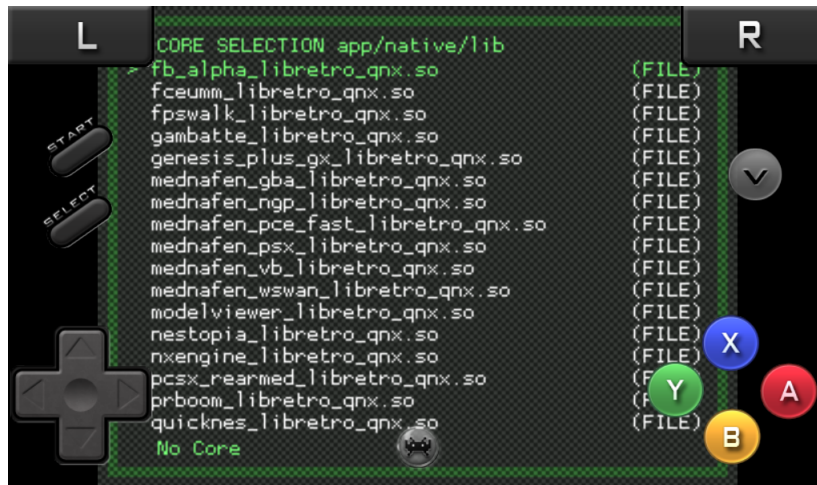 L
R
CORE SELECTION app/native/lib
> fb_alpha_libretro_qnx.so (FILE)
fceumm_libretro_qnx.so (FILE)
fpswalk_libretro_qnx.so (FILE)
START
gambatte_libretro_qnx.so (FILE)
genesis_plus_gx_libretro_qnx.so (FILE)
mednafen_gba_libretro_qnx.so (FILE)
SELECT
mednafen_ngp_libretro_qnx.so (FILE)
mednafen_pce_fast_libretro_qnx.so (FILE)
mednafen_psx_libretro_qnx.so (FILE)
mednafen_vb_libretro_qnx.so (FILE)
mednafen_wswan_libretro_qnx.so (FILE)
modelviewer_libretro_qnx.so (FILE)
nestopia_libretro_qnx.so (FILE)
X
nxengine_libretro_qnx.so (FILE)
pcsx_rearmed_libretro_qnx.so
Y
A
prboom_libretro_qnx.so
quicknes_libretro_qnx.so (FILE)
B
No Core